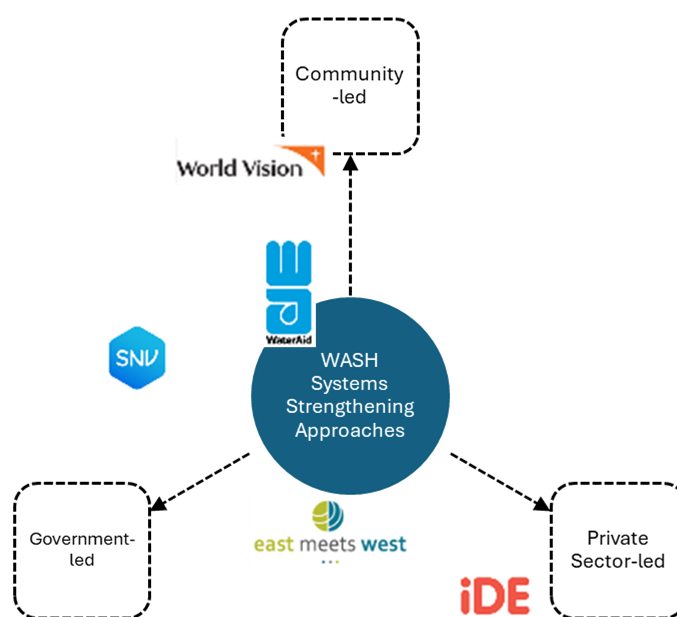 Community
-led
World Vision
WaterAid
SNV
WASH
Systems
Strengthening
Approaches
Government-
led
east meets west
Private
Sector-led
iDE